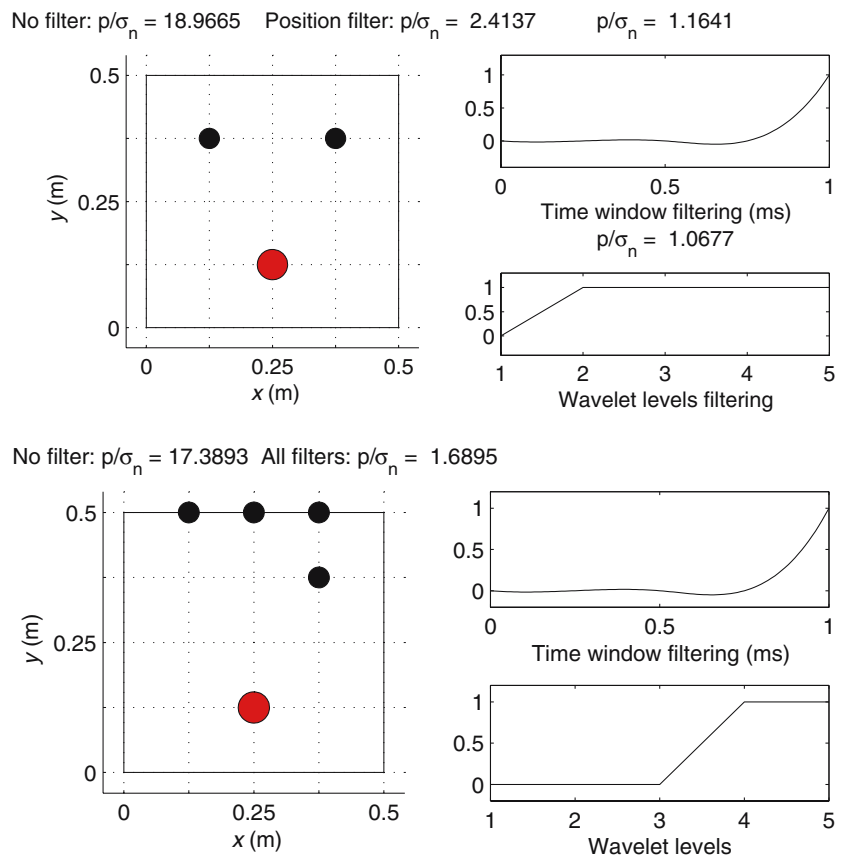 No filter: p/σn = 18.9665 Position filter: p/σn = 2.4137 p/σn = 1.1641
0.5
0.25
0
y (m)
0 0.25 0.5
x (m)
1
0.5
0
0 0.5 1
Time window filtering (ms)
p/σn = 1.0677
1
0.5
0
1 2 3 4 5
Wavelet levels filtering
No filter: p/σn = 17.3893 All filters: p/σn = 1.6895
0.5
0.25
0
y (m)
0 0.25 0.5
x (m)
1
0.5
0
0 0.5 1
Time window filtering (ms)
1
0.5
0
1 2 3 4 5
Wavelet levels